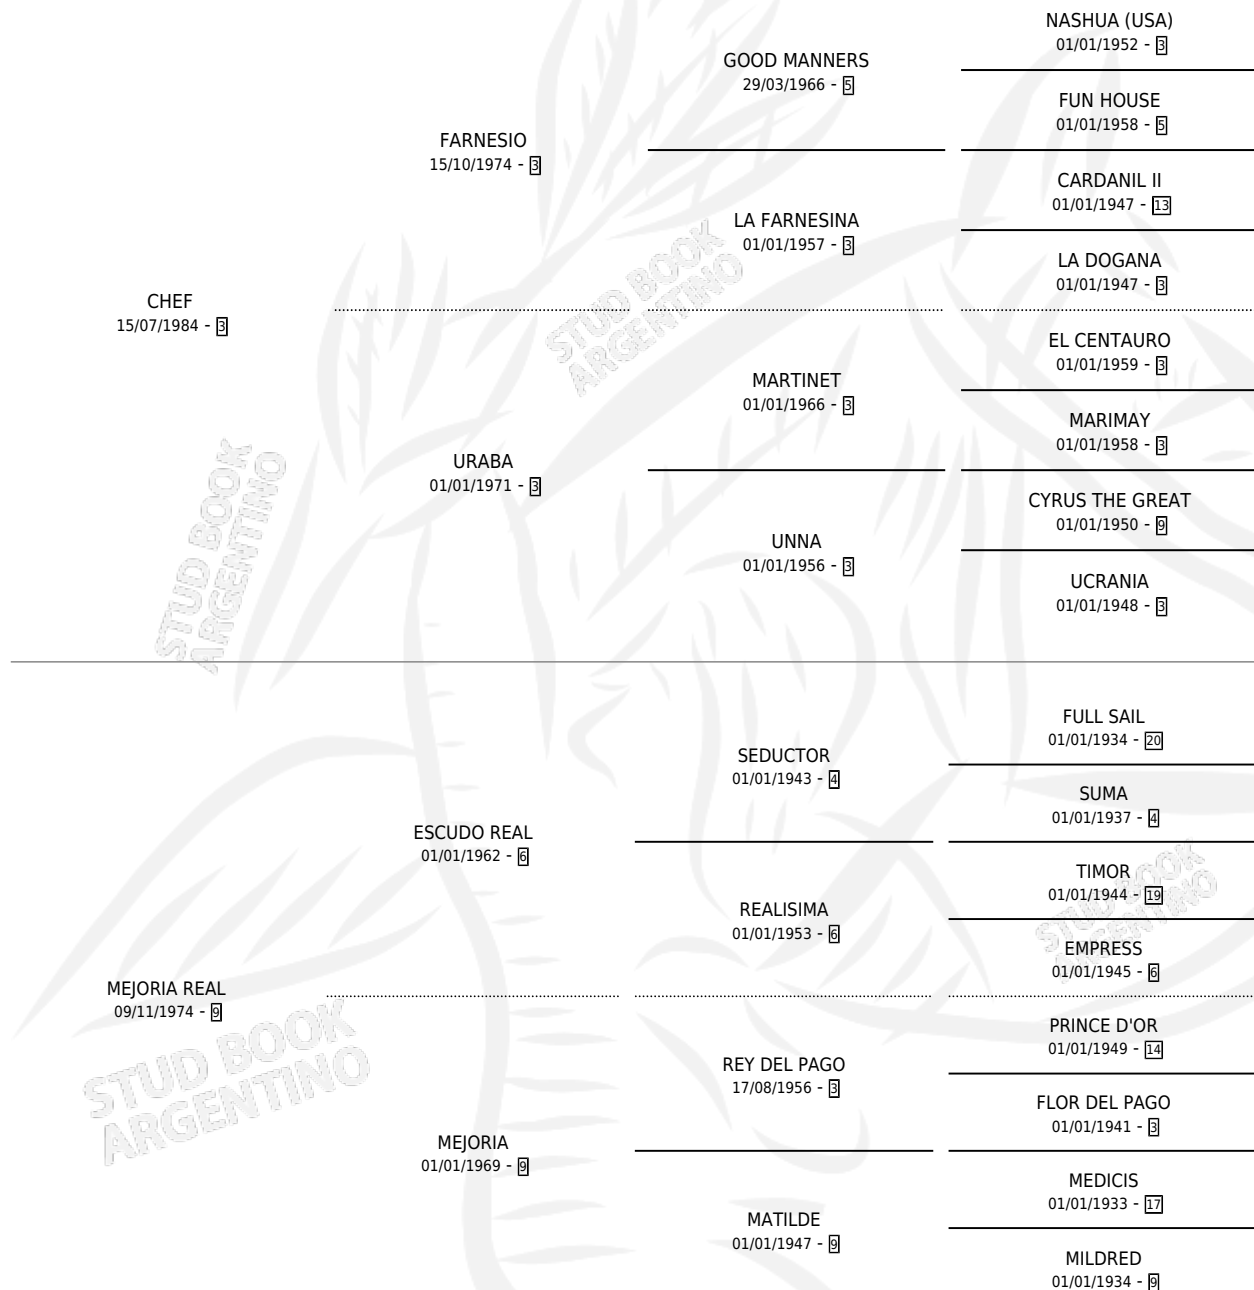 NASHUA (USA)
01/01/1952 - 3
GOOD MANNERS
29/03/1966 - 5
FUN HOUSE
01/01/1958 - 5
FARNESIO
15/10/1974 - 3
CARDANIL II
01/01/1947 - 13
LA FARNESINA
01/01/1957 - 3
LA DOGANA
01/01/1947 - 3
CHEF
15/07/1984 - 3
EL CENTAURO
01/01/1959 - 3
MARTINET
01/01/1966 - 3
MARIMAY
01/01/1958 - 3
URABA
01/01/1971 - 3
CYRUS THE GREAT
01/01/1950 - 9
UNNA
01/01/1956 - 3
UCRANIA
01/01/1948 - 3
STUD BOOK
ARGENTINO
STUD BOOK
ARGENTINO
FULL SAIL
01/01/1934 - 20
SEDUCTOR
01/01/1943 - 4
SUMA
01/01/1937 - 4
ESCUDO REAL
01/01/1962 - 6
TIMOR
01/01/1944 - 19
REALISIMA
01/01/1953 - 6
EMPRESS
01/01/1945 - 6
STUD BOOK
ARGENTINO
MEJORIA REAL
09/11/1974 - 9
PRINCE D'OR
01/01/1949 - 14
REY DEL PAGO
17/08/1956 - 3
FLOR DEL PAGO
01/01/1941 - 3
STUD BOOK
ARGENTINO
MEJORIA
01/01/1969 - 9
MEDICIS
01/01/1933 - 17
MATILDE
01/01/1947 - 9
MILDRED
01/01/1934 - 9